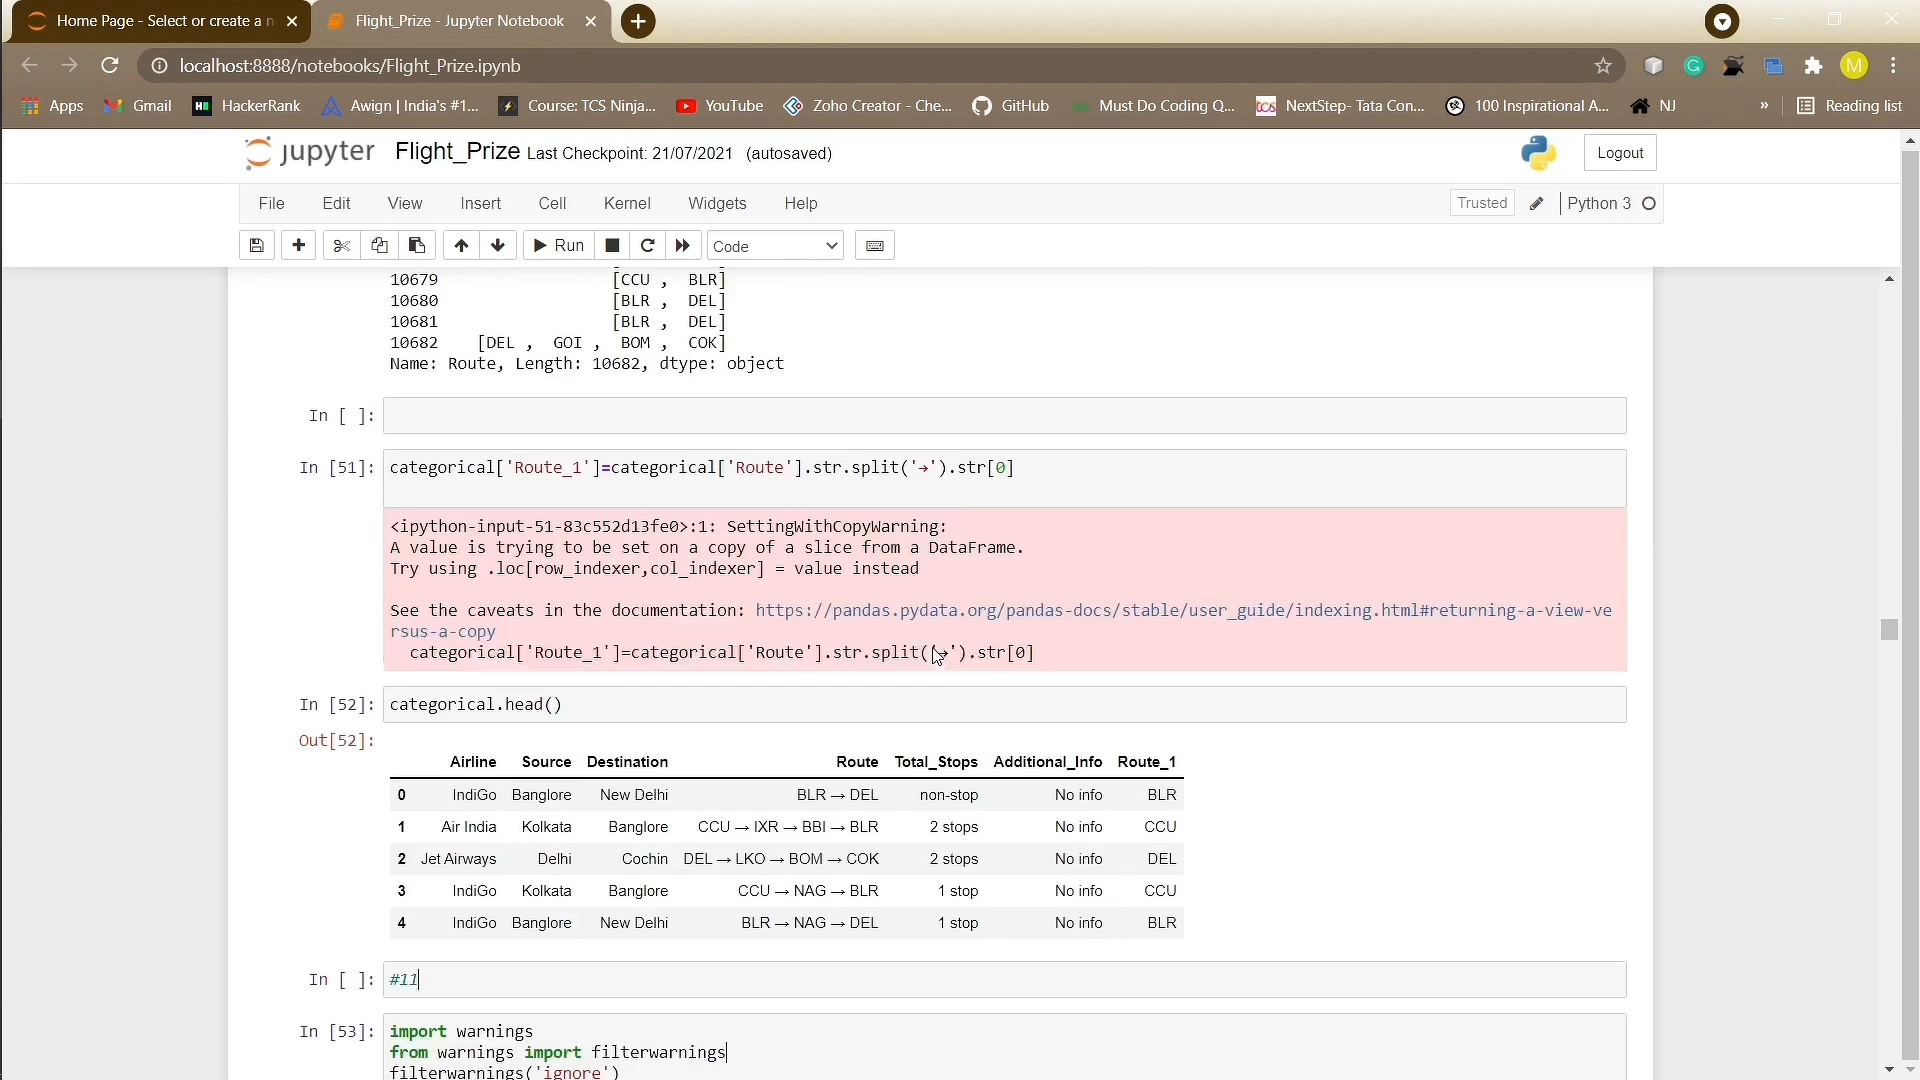 Home Page - Select or create a n
Flight_Prize - Jupyter Notebook
localhost:8888/notebooks/Flight_Prize.ipynb
M
Apps Gmail HackerRank Awign | India's #1... Course: TCS Ninja... YouTube Zoho Creator - Che... GitHub Must Do Coding Q... NextStep- Tata Con... 100 Inspirational A... NJ » Reading list
jupyter Flight_Prize Last Checkpoint: 21/07/2021 (autosaved)
Logout
File Edit View Insert Cell Kernel Widgets Help
Trusted Python 3
Run Code
10679 [CCU , BLR]
10680 [BLR , DEL]
10681 [BLR , DEL]
10682 [DEL , GOI , BOM , COK]
Name: Route, Length: 10682, dtype: object
In [ ]:
In [51]: categorical['Route_1']=categorical['Route'].str.split('→').str[0]
<ipython-input-51-83c552d13fe0>:1: SettingWithCopyWarning:
A value is trying to be set on a copy of a slice from a DataFrame.
Try using .loc[row_indexer,col_indexer] = value instead
See the caveats in the documentation: https://pandas.pydata.org/pandas-docs/stable/user_guide/indexing.html#returning-a-view-ve
rsus-a-copy
categorical['Route_1']=categorical['Route'].str.split('→').str[0]
In [52]: categorical.head()
Out[52]:
Airline Source Destination Route Total_Stops Additional_Info Route_1
0 IndiGo Banglore New Delhi BLR → DEL non-stop No info BLR
1 Air India Kolkata Banglore CCU → IXR → BBI → BLR 2 stops No info CCU
2 Jet Airways Delhi Cochin DEL → LKO → BOM → COK 2 stops No info DEL
3 IndiGo Kolkata Banglore CCU → NAG → BLR 1 stop No info CCU
4 IndiGo Banglore New Delhi BLR → NAG → DEL 1 stop No info BLR
In [ ]: #11
In [53]: import warnings
from warnings import filterwarnings
filterwarnings('ignore')